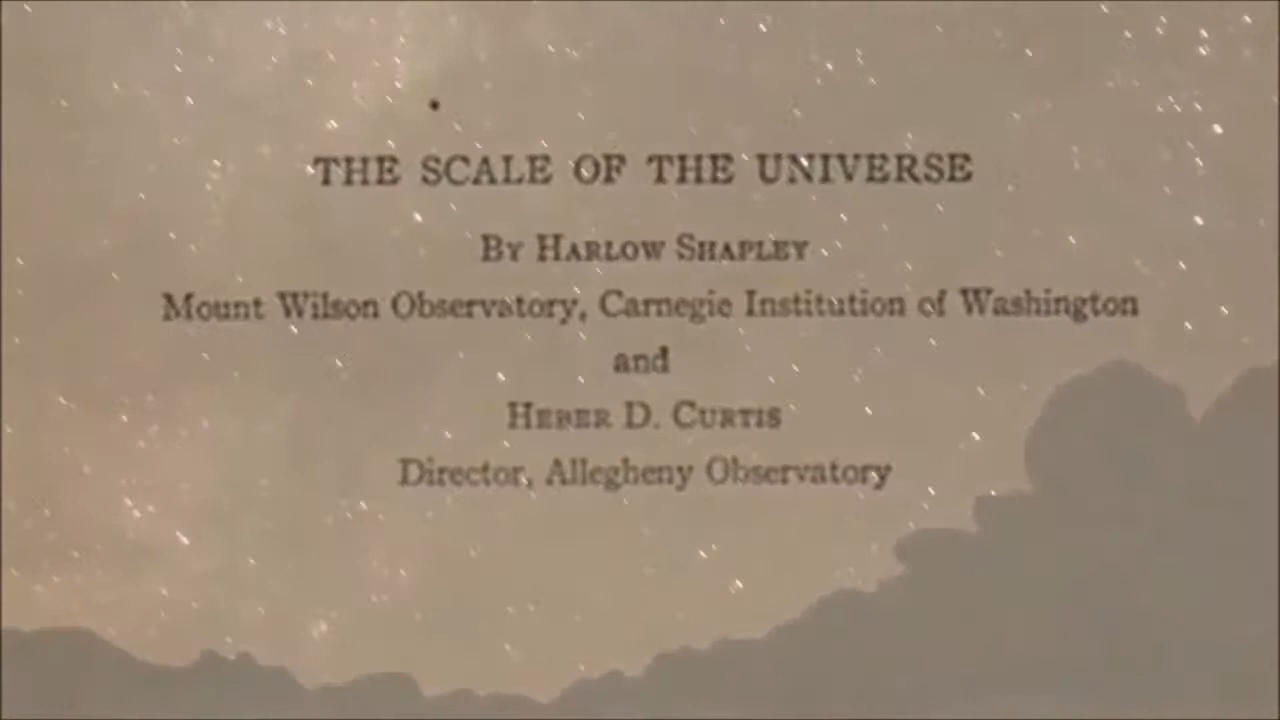 THE SCALE OF THE UNIVERSE
By Harlow Shapley
Mount Wilson Observatory, Carnegie Institution of Washington
and
Heber D. Curtis
Director, Allegheny Observatory